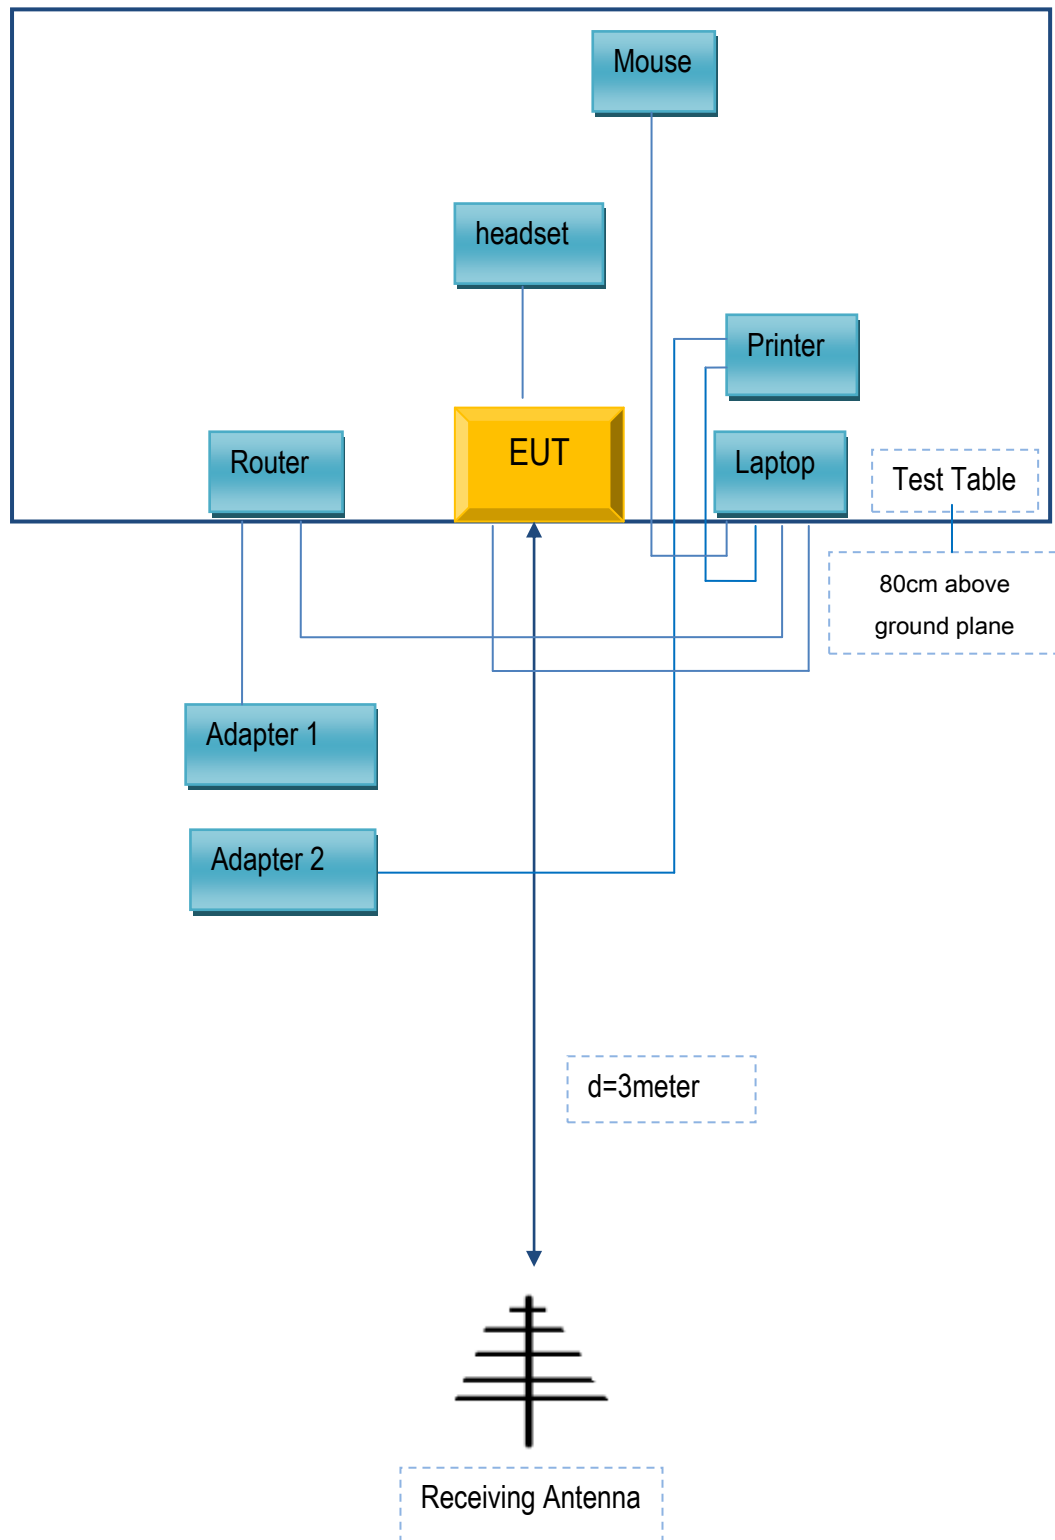 Mouse
headset
Printer
Router
EUT
Laptop
Test Table
80cm above
ground plane
Adapter 1
Adapter 2
d=3meter
Receiving Antenna